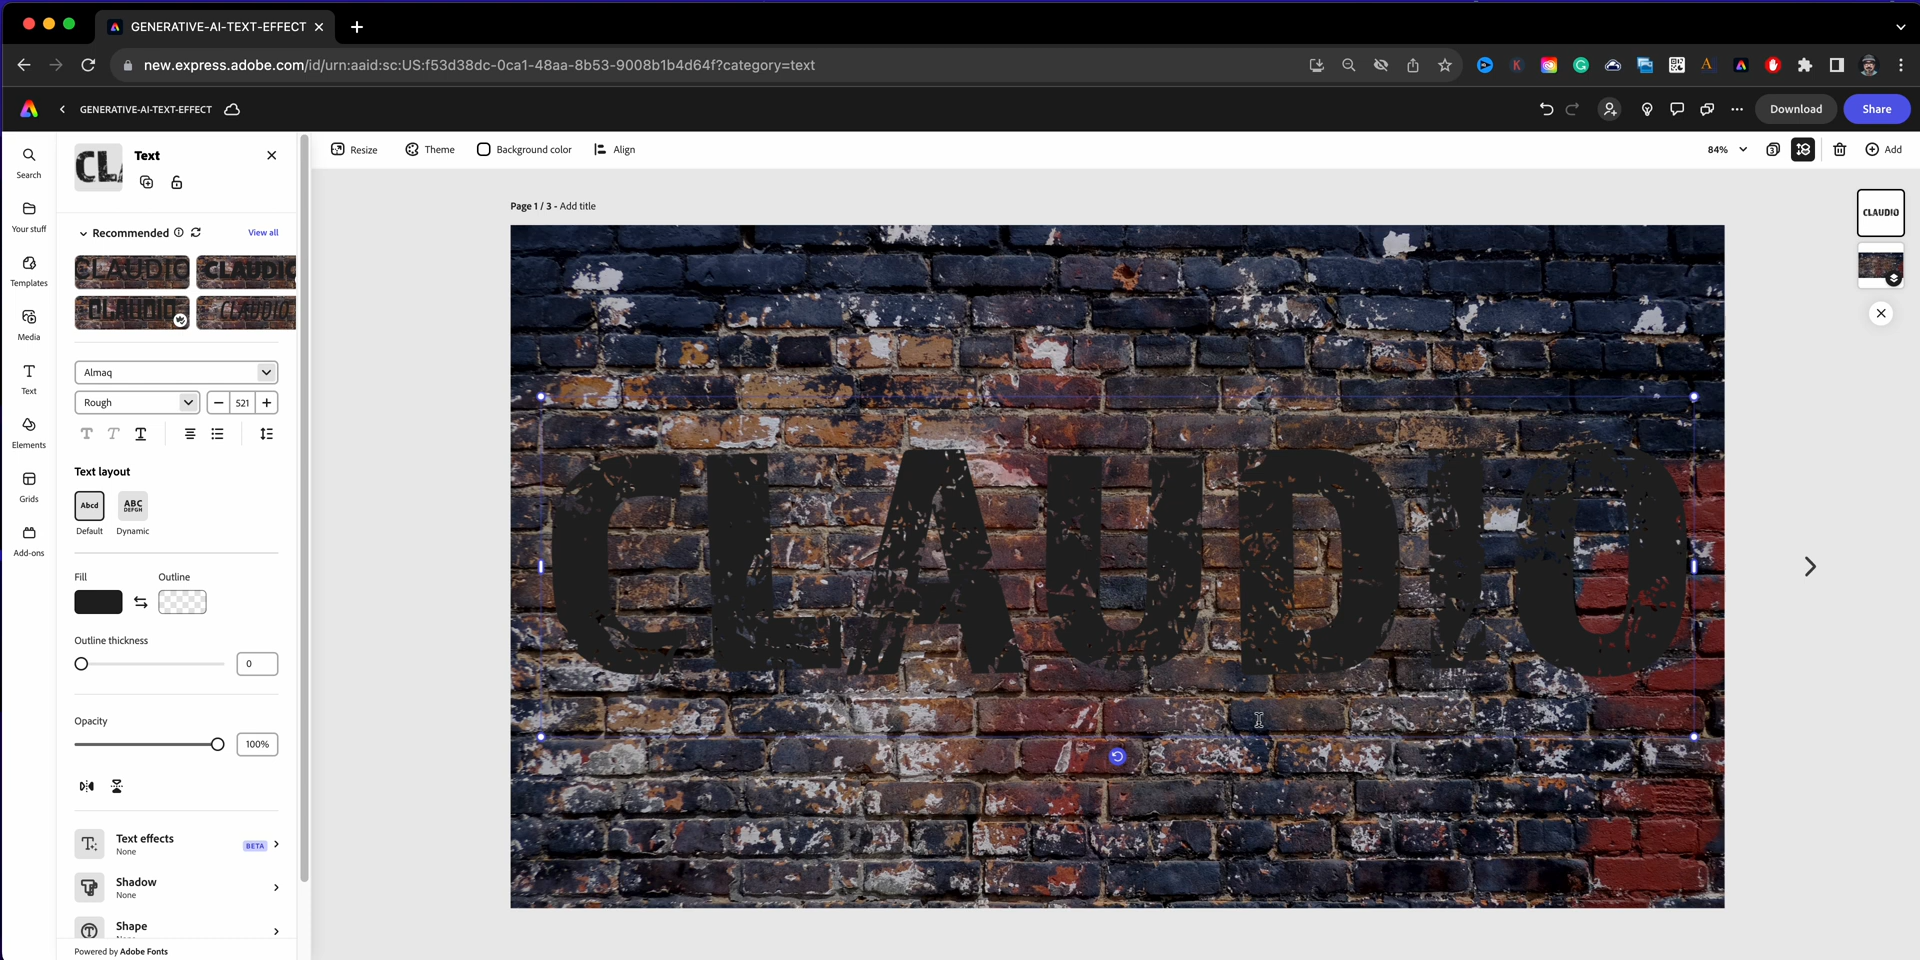 GENERATIVE-AI-TEXT-EFFECT
new.express.adobe.com/id/urn:aaid:sc:US:f53d38dc-0ca1-48aa-8b53-9008b1b4d64f?category=text
GENERATIVE-AI-TEXT-EFFECT
Download
Share
Resize
Theme
Background color
Align
84%
Add
Search
Your stuff
Templates
Media
Text
Elements
Grids
Add-ons
CL
Text
Recommended
View all
CLAUDIO
CLAUDIO
CLAUDIO
CLAUDIO
Almaq
Rough
521
Text layout
Abcd
ABC
DEFGH
Default
Dynamic
Fill
Outline
Outline thickness
0
Opacity
100%
Text effects
None
BETA
Shadow
None
Shape
Powered by Adobe Fonts
Page 1 / 3 - Add title
CLAUDIO
CLAUDIO